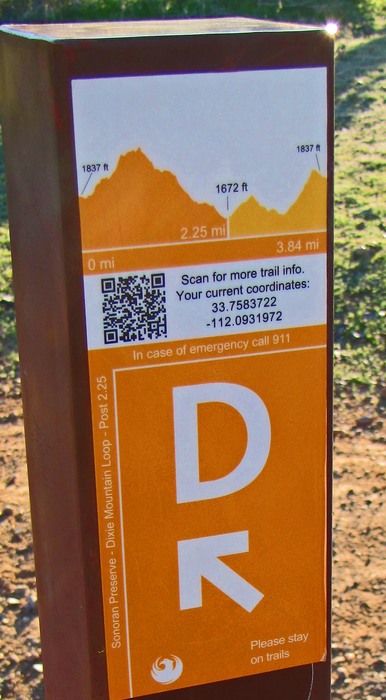 1837 ft
1837 ft
1672 ft
2.25 mi
3.84 mi
0 mi
Scan for more trail info.
Your current coordinates:
33.7583722
-112.0931972
In case of emergency call 911
Sonoran Preserve - Dixie Mountain Loop - Post 2.25
D
Please stay
on trails